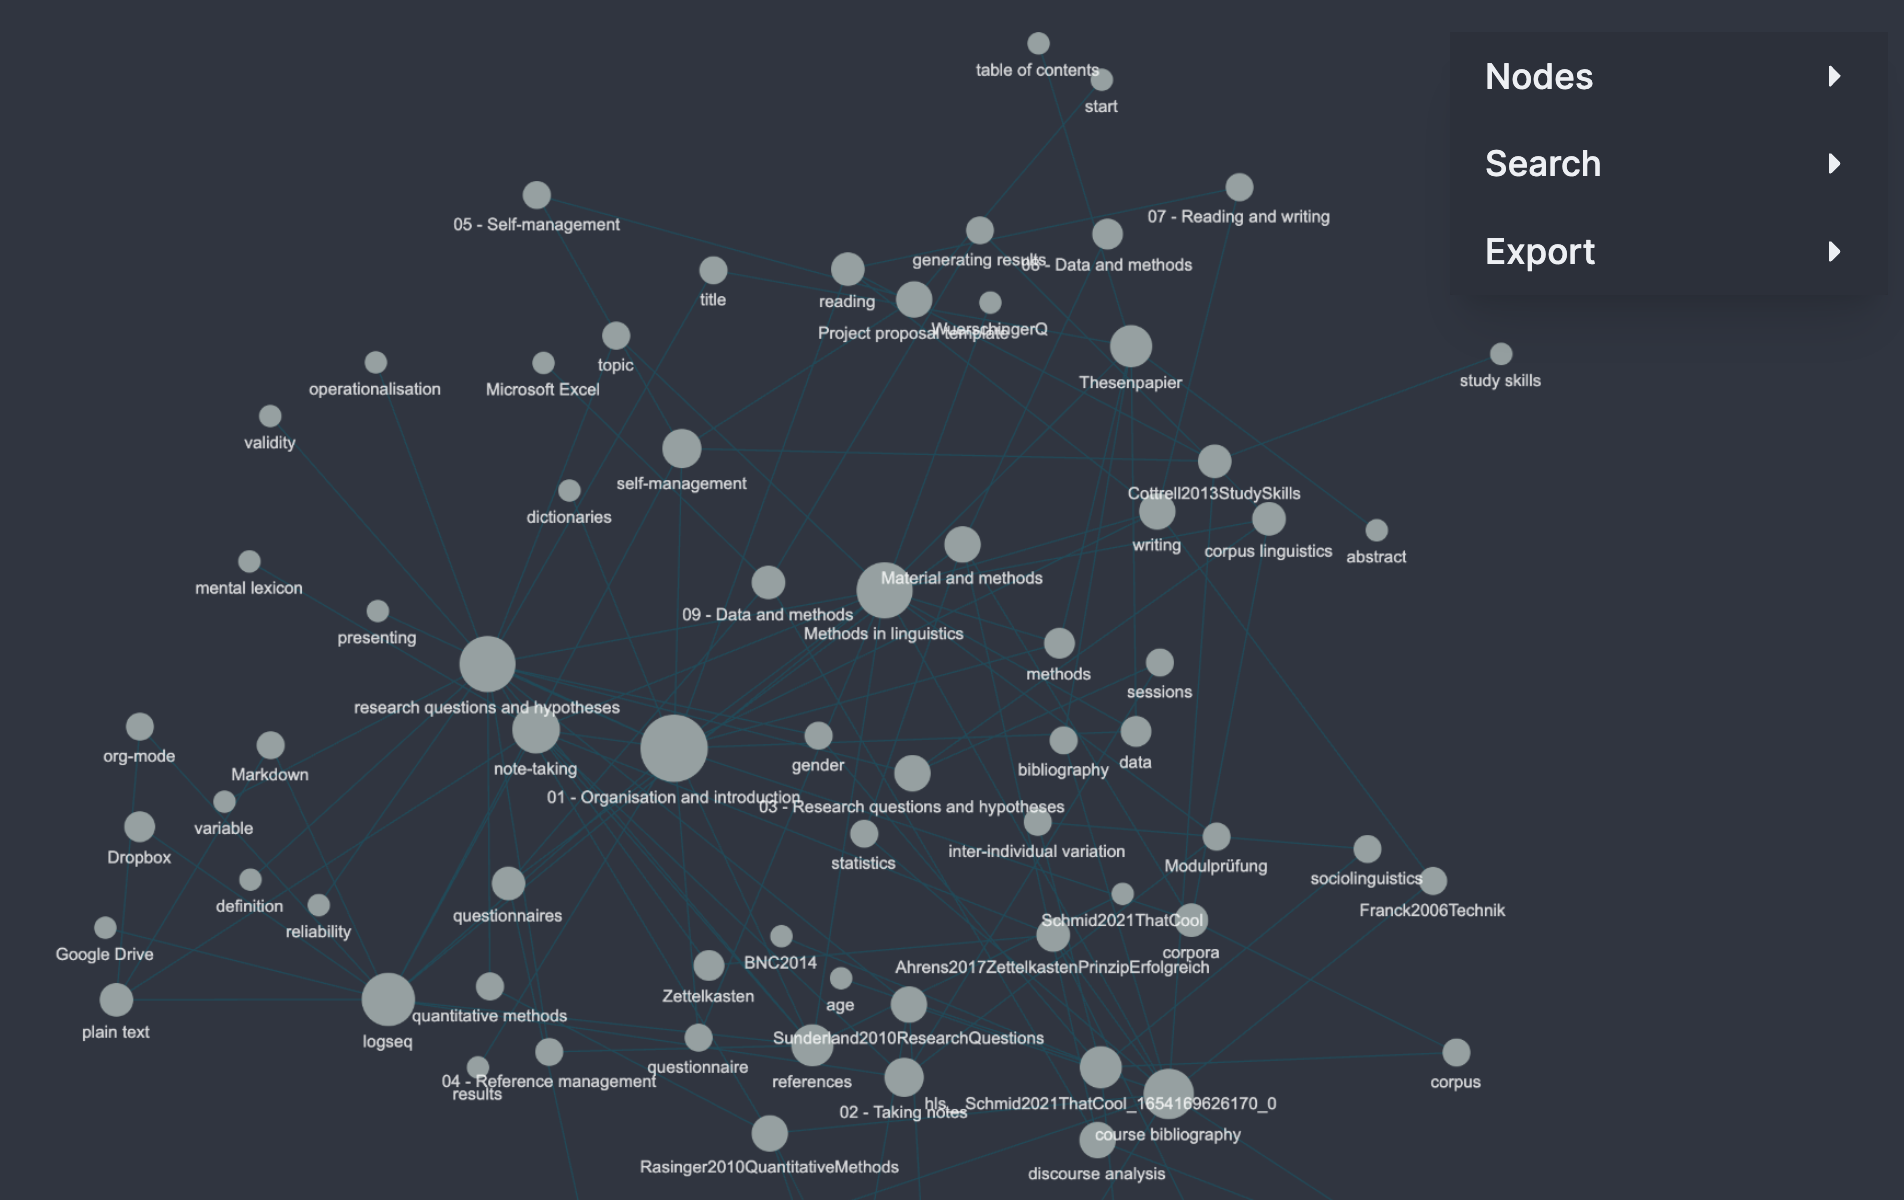 table of contents
start
Nodes
Search
Export
05 - Self-management
07 - Reading and writing
generating results
06 - Data and methods
title
reading
Project proposal template
WuerschingerQ
topic
operationalisation
Microsoft Excel
Thesenpapier
study skills
validity
self-management
Cottrell2013StudySkills
dictionaries
writing
corpus linguistics
abstract
mental lexicon
Material and methods
09 - Data and methods
Methods in linguistics
presenting
methods
sessions
research questions and hypotheses
org-mode
Markdown
note-taking
gender
bibliography
data
01 - Organisation and introduction
03 - Research questions and hypotheses
variable
Dropbox
statistics
inter-individual variation
Modulprüfung
sociolinguistics
definition
questionnaires
Franck2006Technik
reliability
Schmid2021ThatCool
Google Drive
BNC2014
corpora
Ahrens2017ZettelkastenPrinzipErfolgreich
Zettelkasten
age
quantitative methods
plain text
logseq
Sunderland2010ResearchQuestions
questionnaire
04 - Reference management
references
corpus
results
hls__Schmid2021ThatCool_1654169626170_0
02 - Taking notes
course bibliography
Rasinger2010QuantitativeMethods
discourse analysis